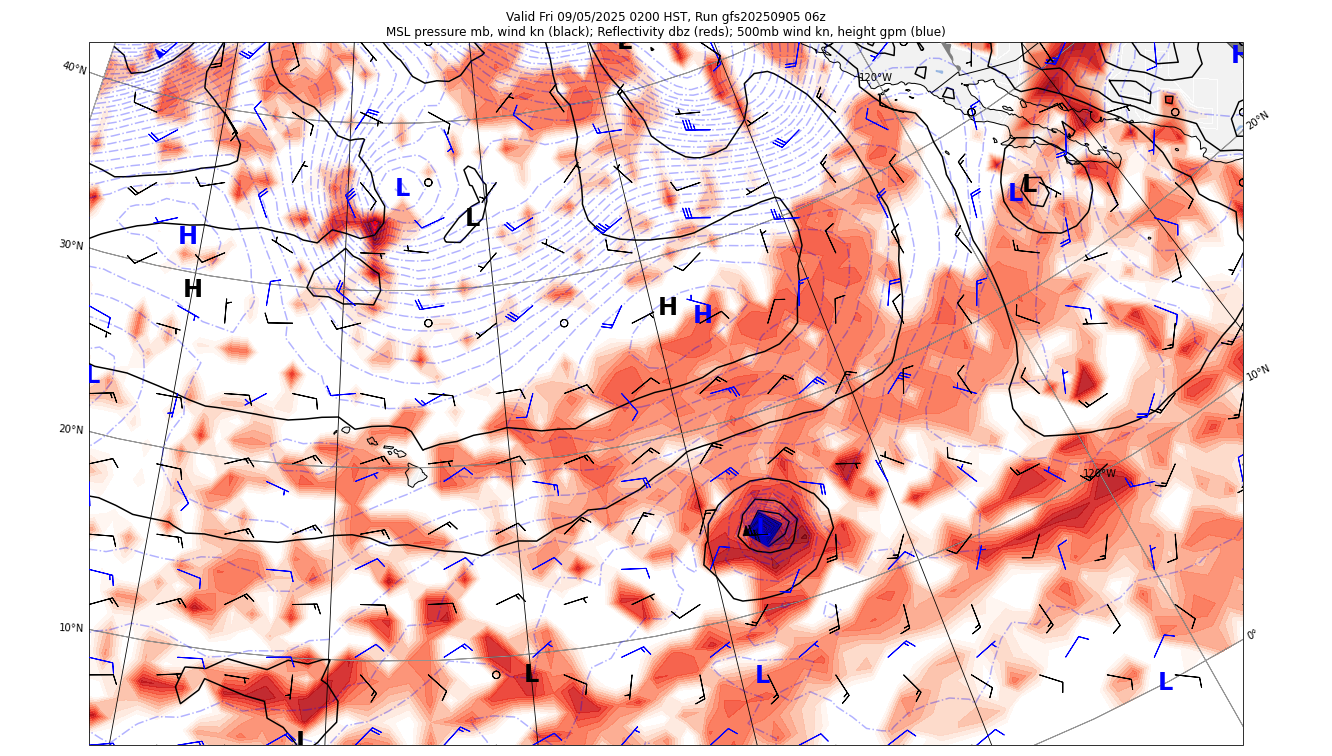 Valid Fri 09/05/2025 0200 HST, Run gfs20250905 06z
MSL pressure mb, wind kn (black); Reflectivity dbz (reds); 500mb wind kn, height gpm (blue)
L
H
40°N
120°W
20°N
L
L
L
L
H
30°N
H
H
H
L
10°N
20°N
120°W
L
10°N
0°
L
L
L
L